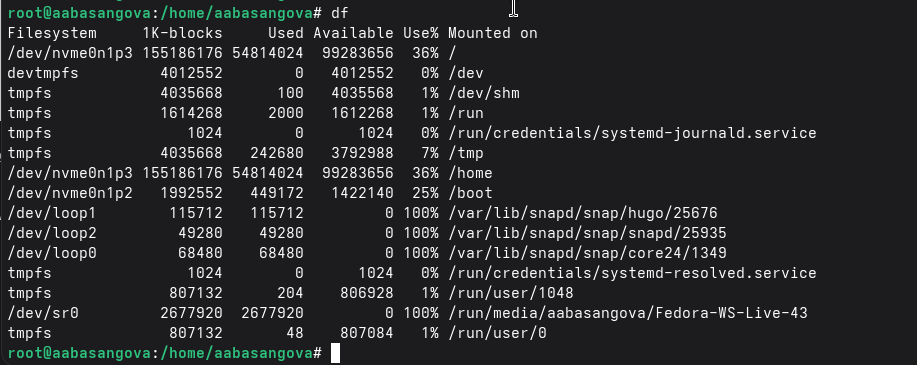 root@aabasangova:/home/aabasangova# df
Filesystem     1K-blocks     Used Available Use% Mounted on
/dev/nvme0n1p3 155186176 54814024  99283656  36% /
devtmpfs         4012552        0   4012552   0% /dev
tmpfs            4035668      100   4035568   1% /dev/shm
tmpfs            1614268     2000   1612268   1% /run
tmpfs               1024        0      1024   0% /run/credentials/systemd-journald.service
tmpfs            4035668   242680   3792988   7% /tmp
/dev/nvme0n1p3 155186176 54814024  99283656  36% /home
/dev/nvme0n1p2   1992552   449172   1422140  25% /boot
/dev/loop1        115712   115712         0 100% /var/lib/snapd/snap/hugo/25676
/dev/loop2         49280    49280         0 100% /var/lib/snapd/snap/snapd/25935
/dev/loop0         68480    68480         0 100% /var/lib/snapd/snap/core24/1349
tmpfs               1024        0      1024   0% /run/credentials/systemd-resolved.service
tmpfs             807132      204    806928   1% /run/user/1048
/dev/sr0         2677920  2677920         0 100% /run/media/aabasangova/Fedora-WS-Live-43
tmpfs             807132       48    807084   1% /run/user/0
root@aabasangova:/home/aabasangova#